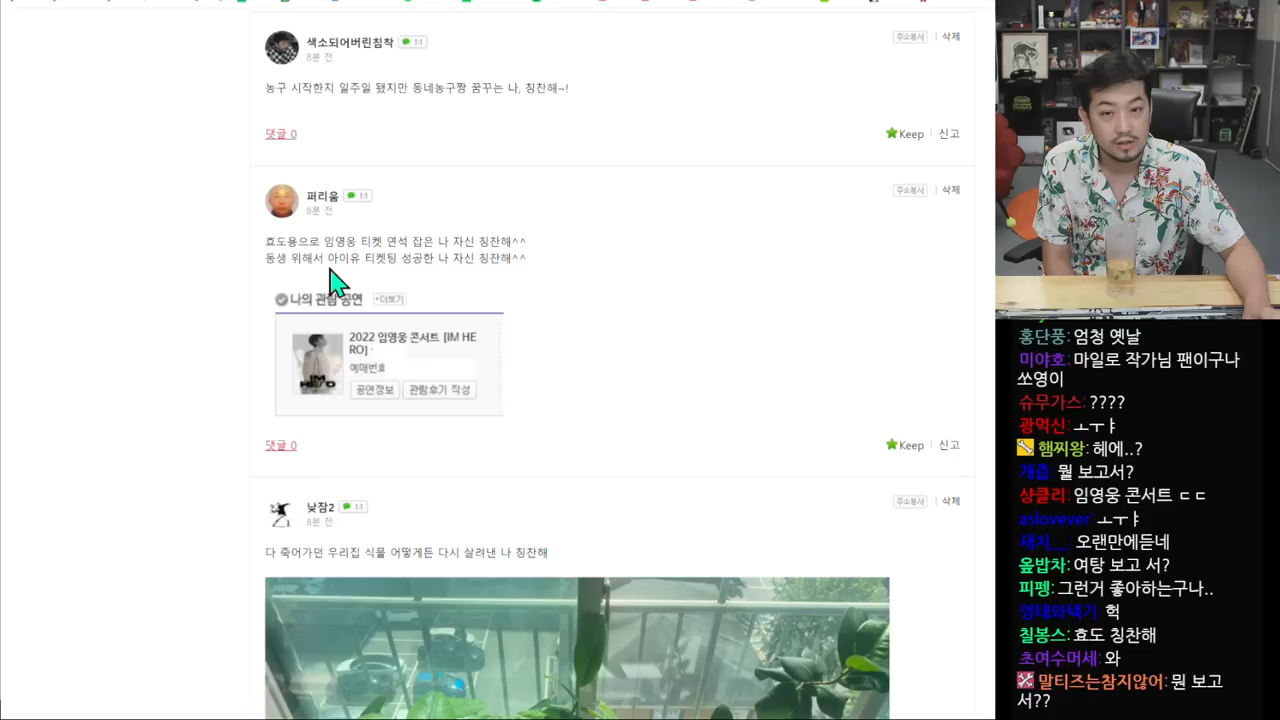 색소되어버린침착 1:1
8분 전
주소복사 | 삭제
농구 시작한지 일주일 됐지만 동네농구짱 꿈꾸는 나, 칭찬해~!
댓글 0
Keep | 신고
퍼리움 1:1
8분 전
주소복사 | 삭제
효도용으로 임영웅 티켓 연석 잡은 나 자신 칭찬해^^
동생 위해서 아이유 티켓팅 성공한 나 자신 칭찬해^^
나의 관람 공연 +더보기
2022 임영웅 콘서트 [IM HE
RO] ·
예매번호
공연정보 관람후기 작성
IM
HERO
댓글 0
Keep | 신고
낮잠2 1:1
8분 전
주소복사 | 삭제
다 죽어가던 우리집 식물 어떻게든 다시 살려낸 나 칭찬해
홍단풍: 엄청 옛날
미야호: 마일로 작가님 팬이구나
쏘영이
슈무가스: ????
광먹신: ㅗㅜㅑ
햄찌왕: 헤에..?
개좁: 뭘 보고서?
샹클리: 임영웅 콘서트 ㄷㄷ
aslovever: ㅗㅜㅑ
새치__: 오랜만에듣네
옾밥차: 여탕 보고 서?
피펭: 그런거 좋아하는구나..
헉
칠봉스: 효도 칭찬해
초여수머세: 와
말티즈는참지않어: 뭔 보고
서??